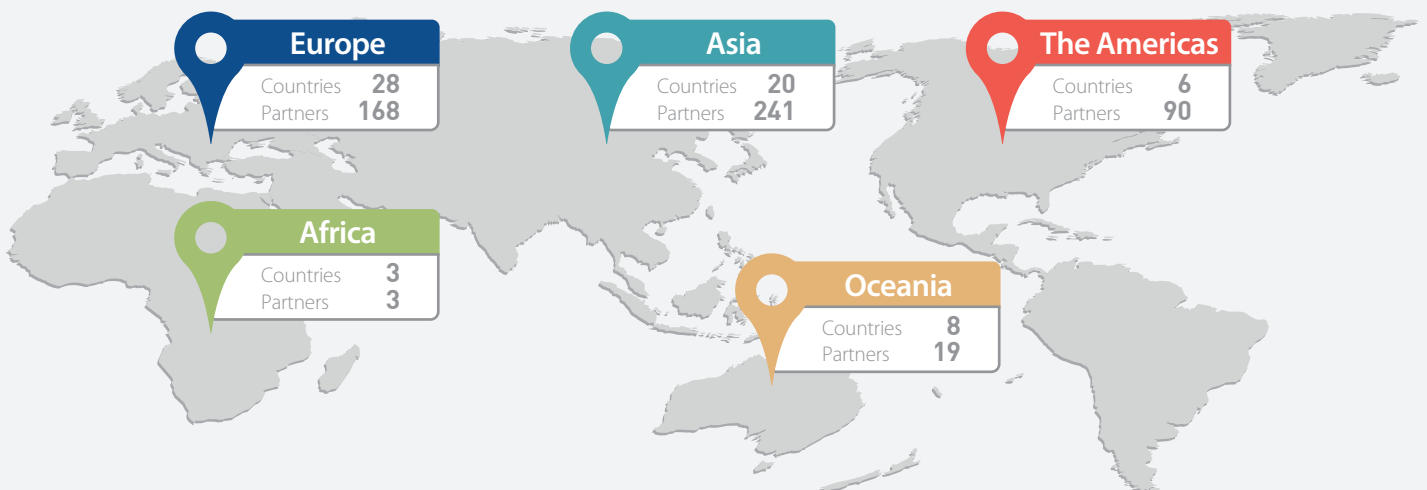 Europe
Countries 28
Partners 168
Asia
Countries 20
Partners 241
The Americas
Countries 6
Partners 90
Africa
Countries 3
Partners 3
Oceania
Countries 8
Partners 19